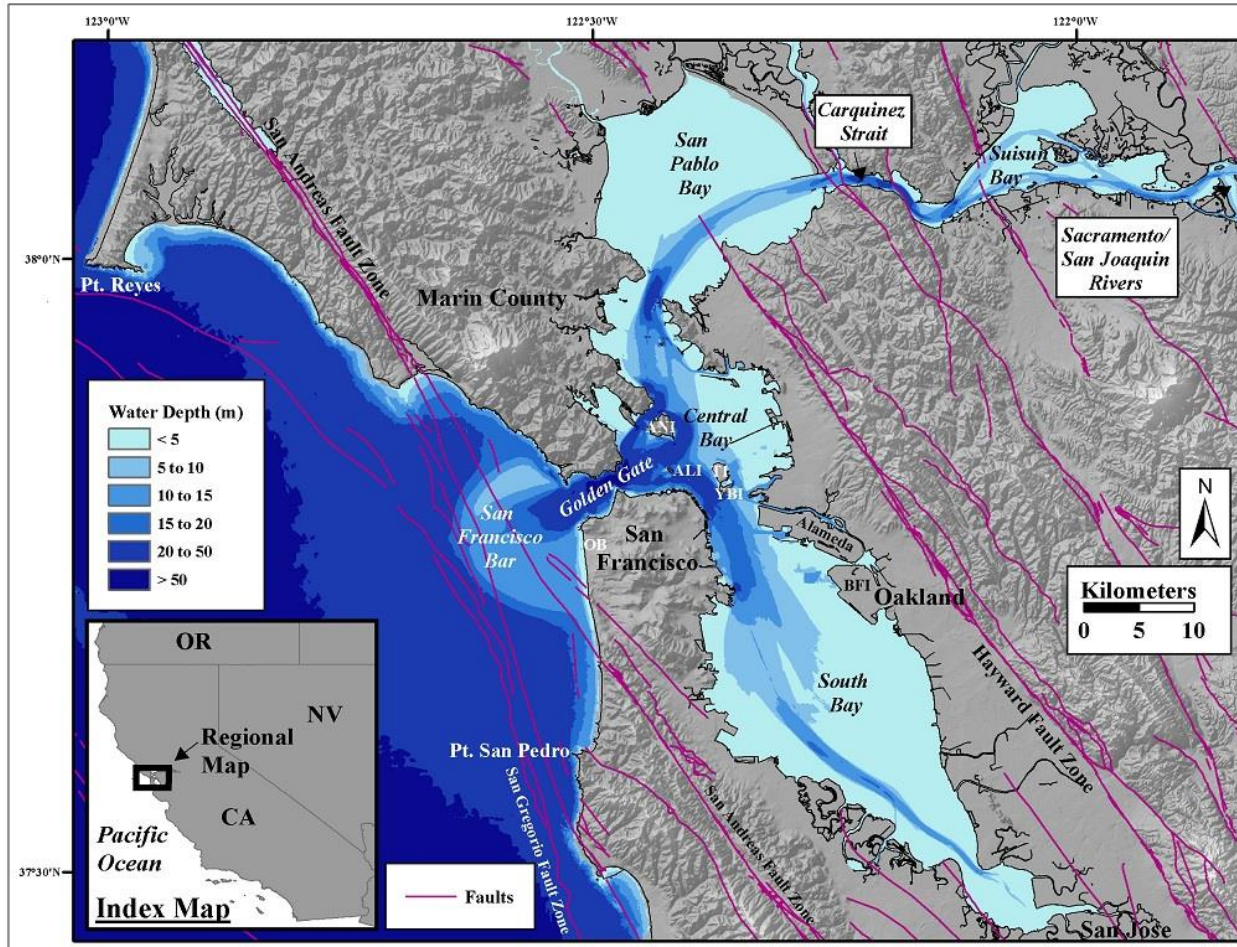 123°0'W
122°30'W
122°0'W
38°0'N
37°30'N
San Andreas Fault Zone
San
Pablo
Bay
Carquinez
Strait
Suisun
Bay
Sacramento/
San Joaquin
Rivers
Pt. Reyes
Marin County
Water Depth (m)
< 5
5 to 10
10 to 15
15 to 20
20 to 50
> 50
Central
Bay
ANI
ALI
TI
YBI
Golden Gate
San
Francisco
Bar
OB
San
Francisco
Alameda
BFI
Oakland
N
Kilometers
0 5 10
Hayward Fault Zone
South
Bay
Pt. San Pedro
San Gregorio Fault Zone
San Andreas Fault Zone
San Jose
OR
NV
CA
Regional
Map
Pacific
Ocean
Index Map
Faults